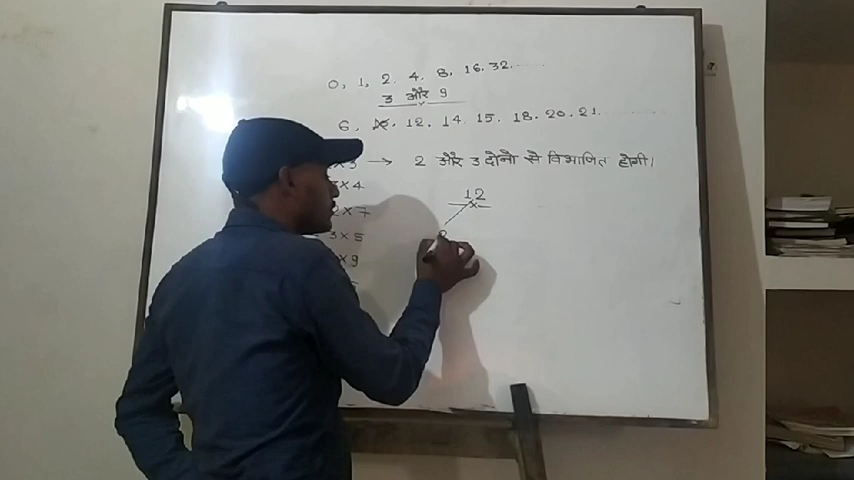 0, 1, 2, 4, 8, 16, 32......
3 और 9
6, 12, 14, 15, 18, 20, 21.......
× 3 → 2 और 3 दोनो से विभाजित होगी।
× 4
12
2 × 7
3 × 5
× 9